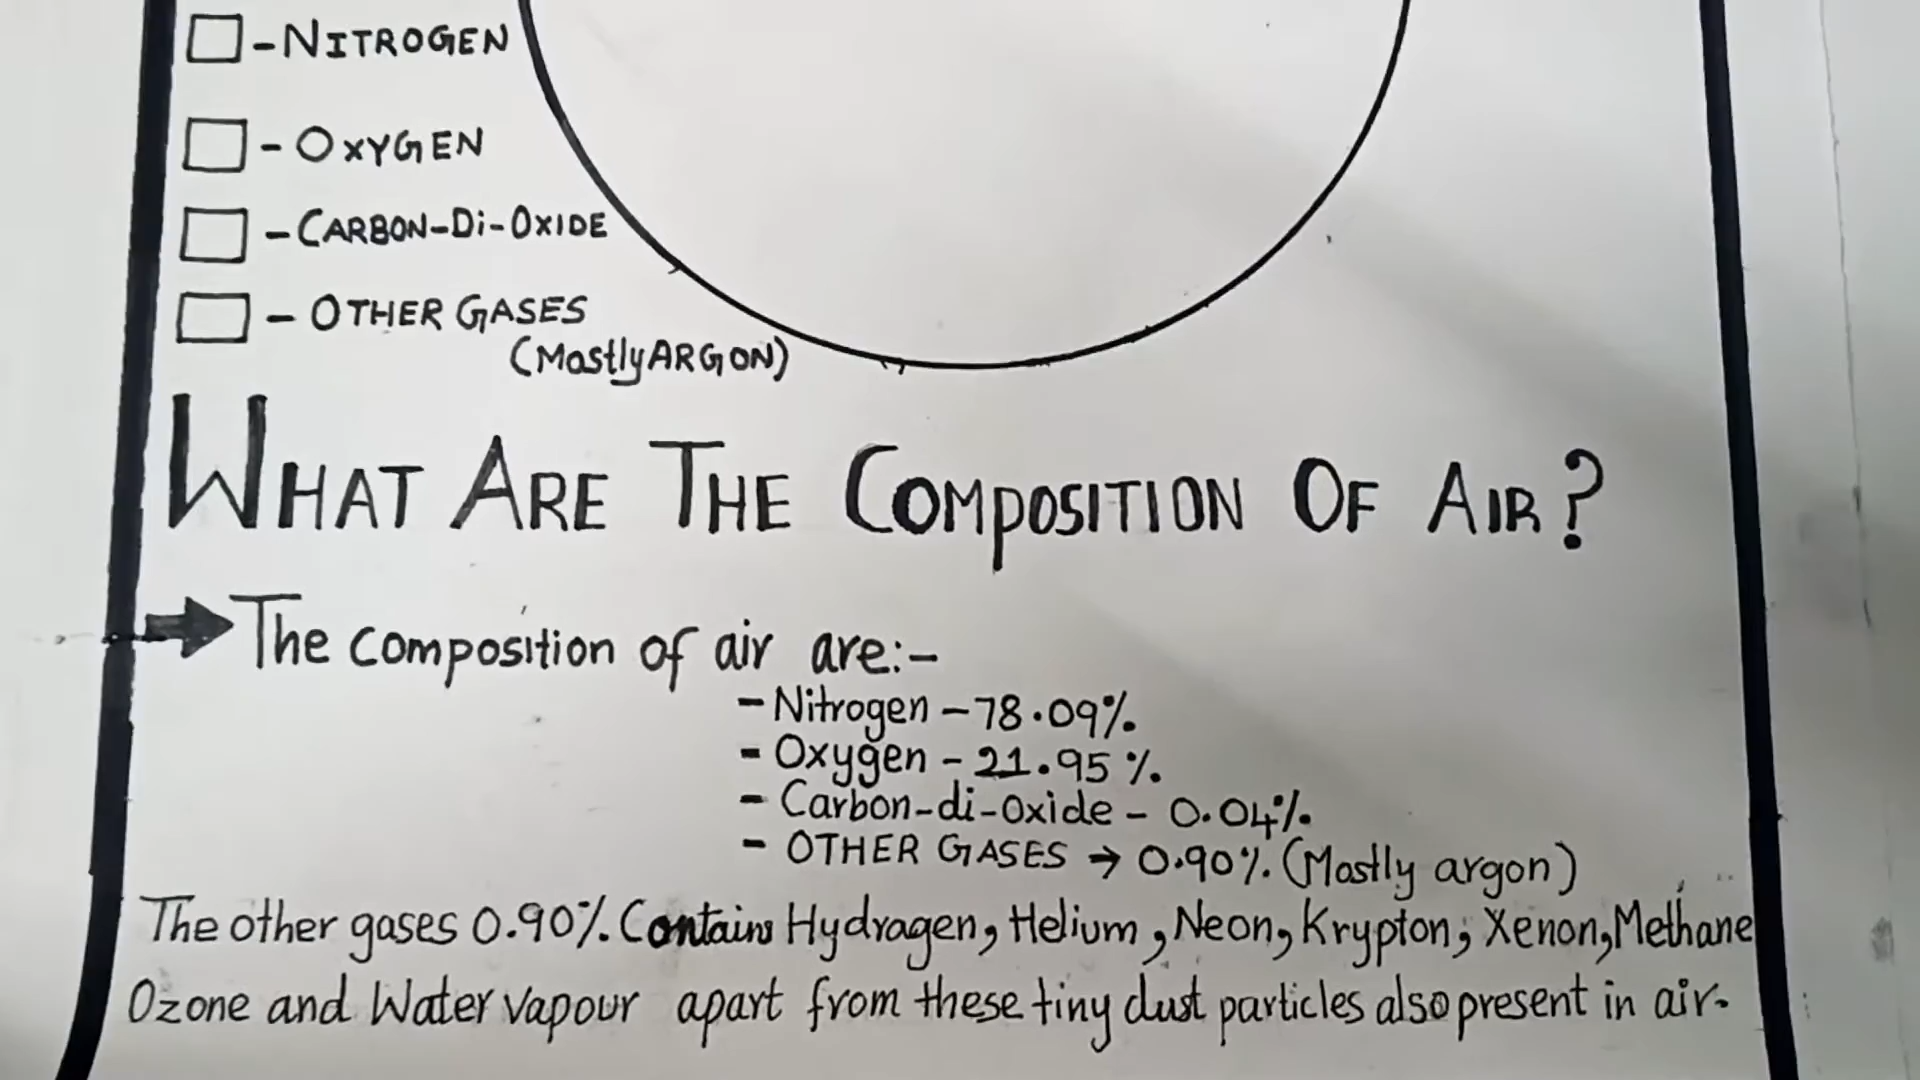 -NITROGEN
- OXYGEN
- CARBON-Di-OXIDE
- OTHER GASES
(Mostly ARGON)
WHAT ARE THE COMPOSITION OF AIR?
The composition of air are:-
- Nitrogen - 78.09%.
- Oxygen - 21.95 %.
- Carbon-di-oxide - 0.04%.
- OTHER GASES → 0.90%. (Mostly argon)
The other gases 0.90%. Contains Hydragen, Helium, Neon, Krypton, Xenon, Methane
Ozone and Water vapour apart from these tiny dust particles also present in air.